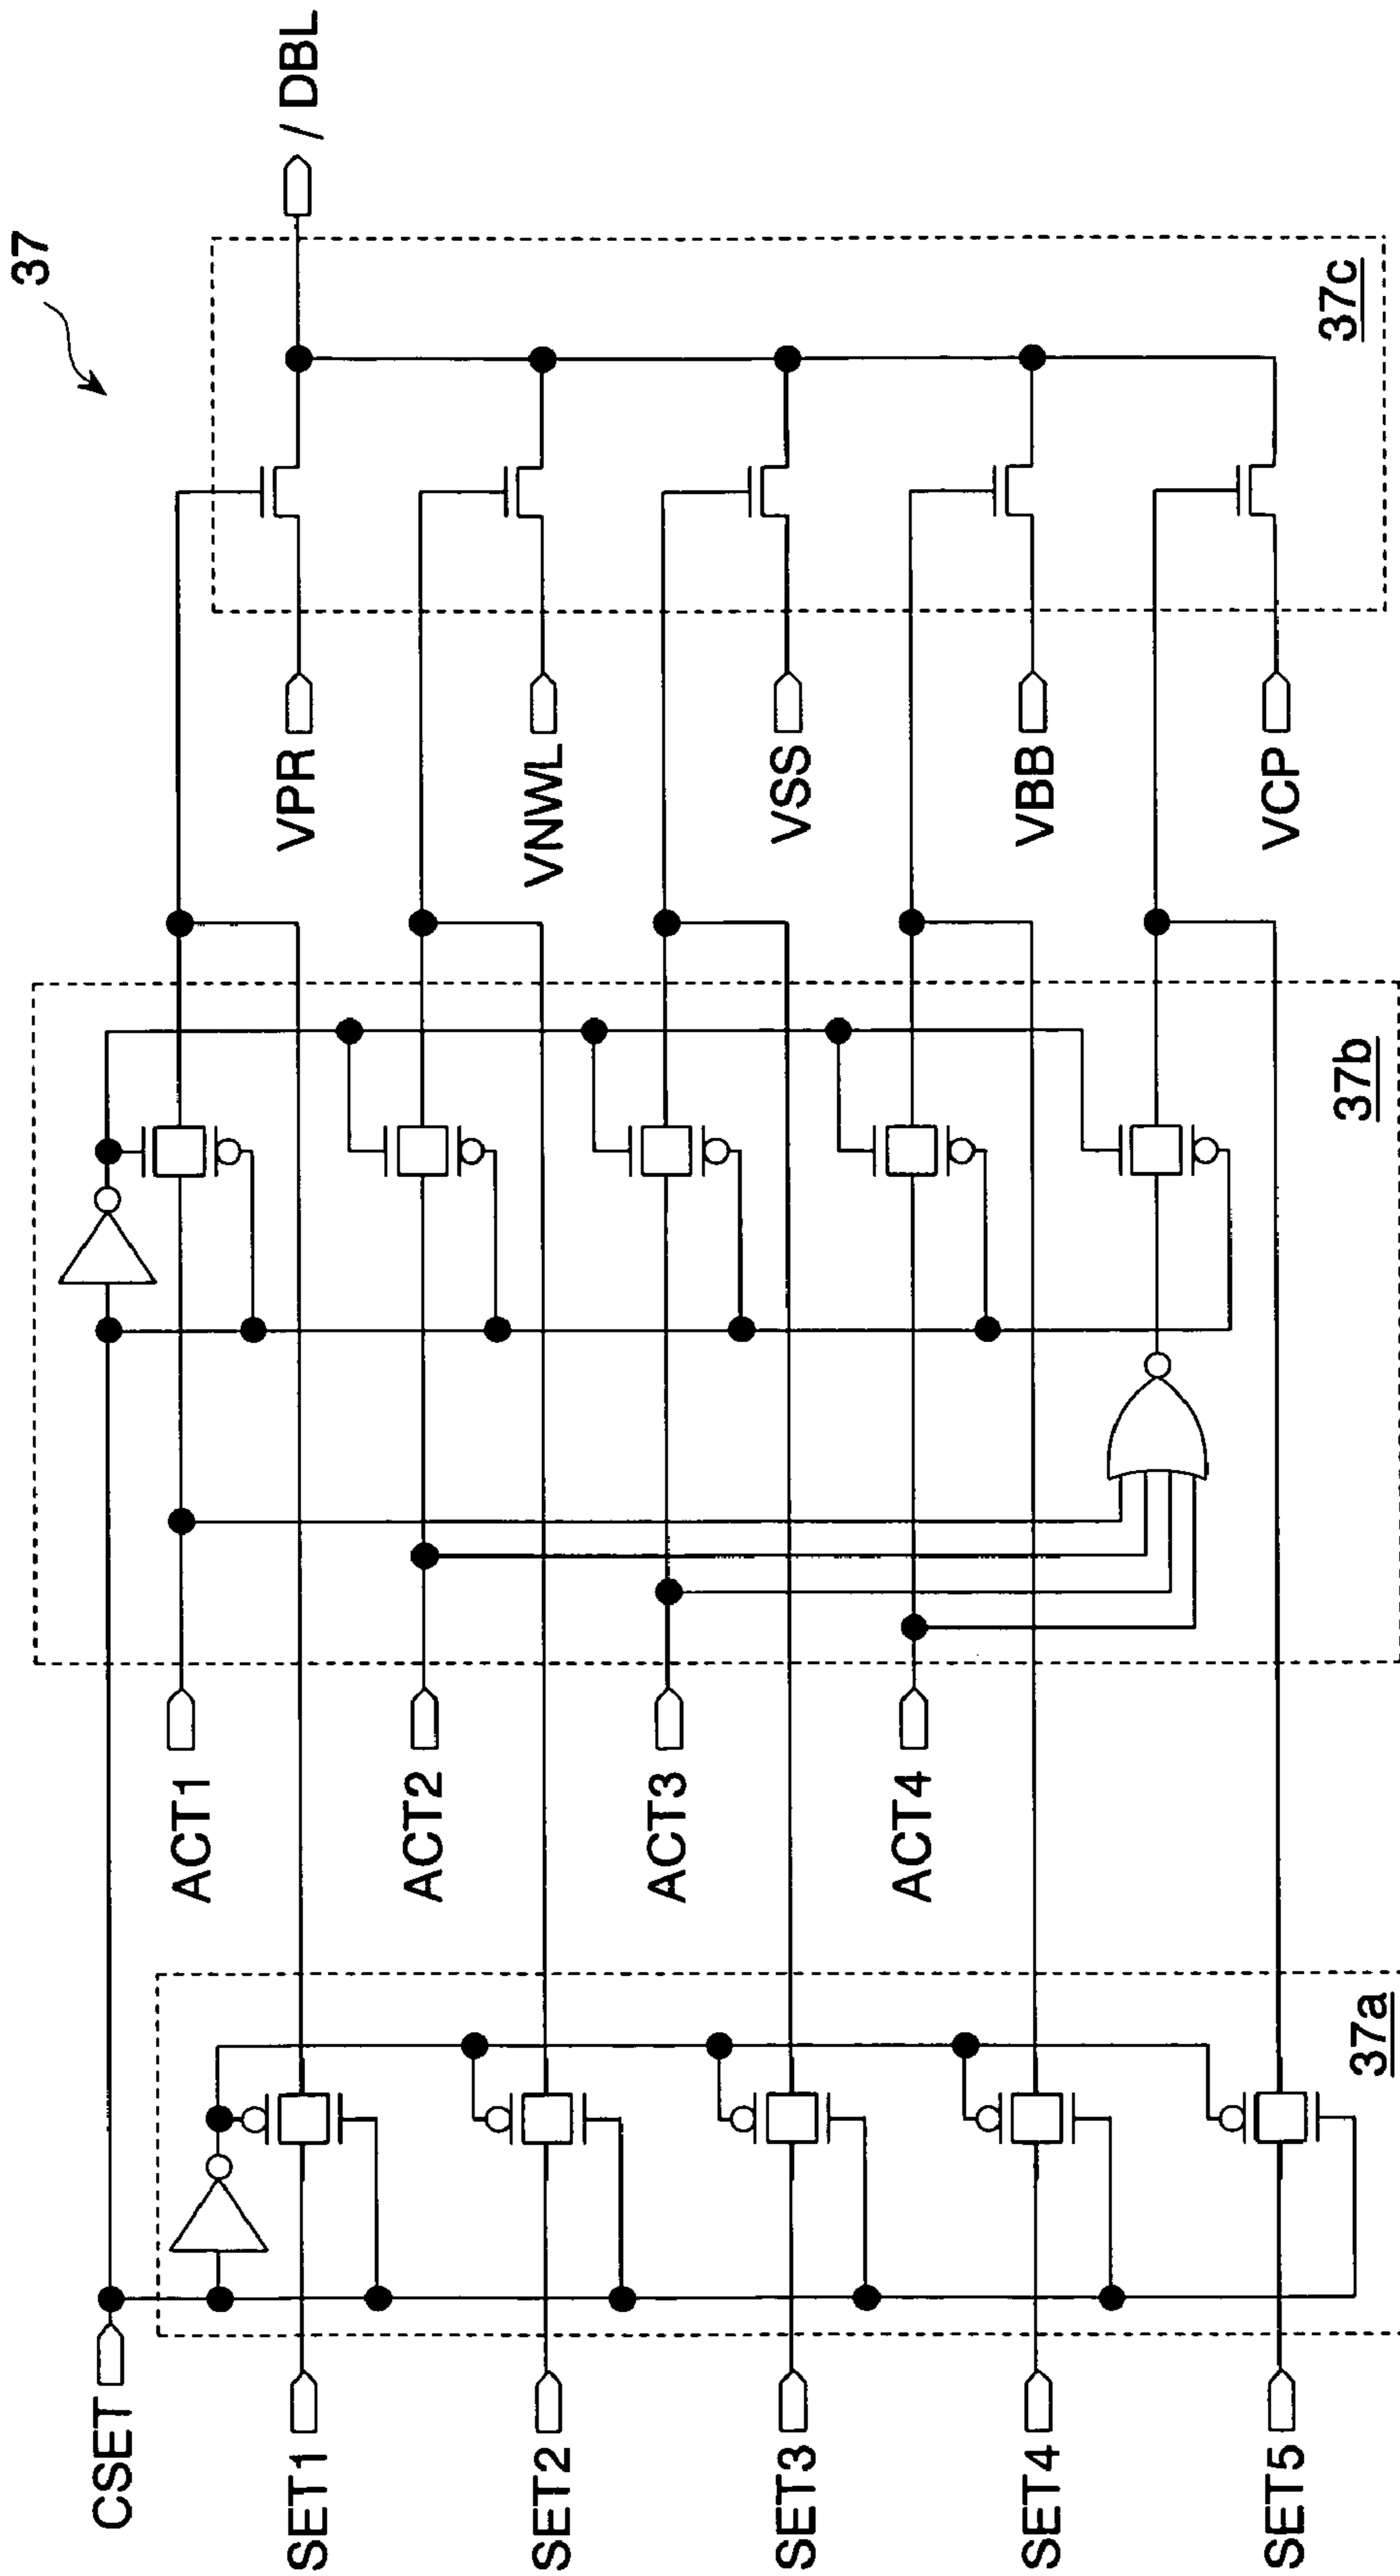 37
/ DBL
CSET
SET1
SET2
SET3
SET4
SET5
37a
ACT1
ACT2
ACT3
ACT4
37b
VPR
VNWL
VSS
VBB
VCP
37c